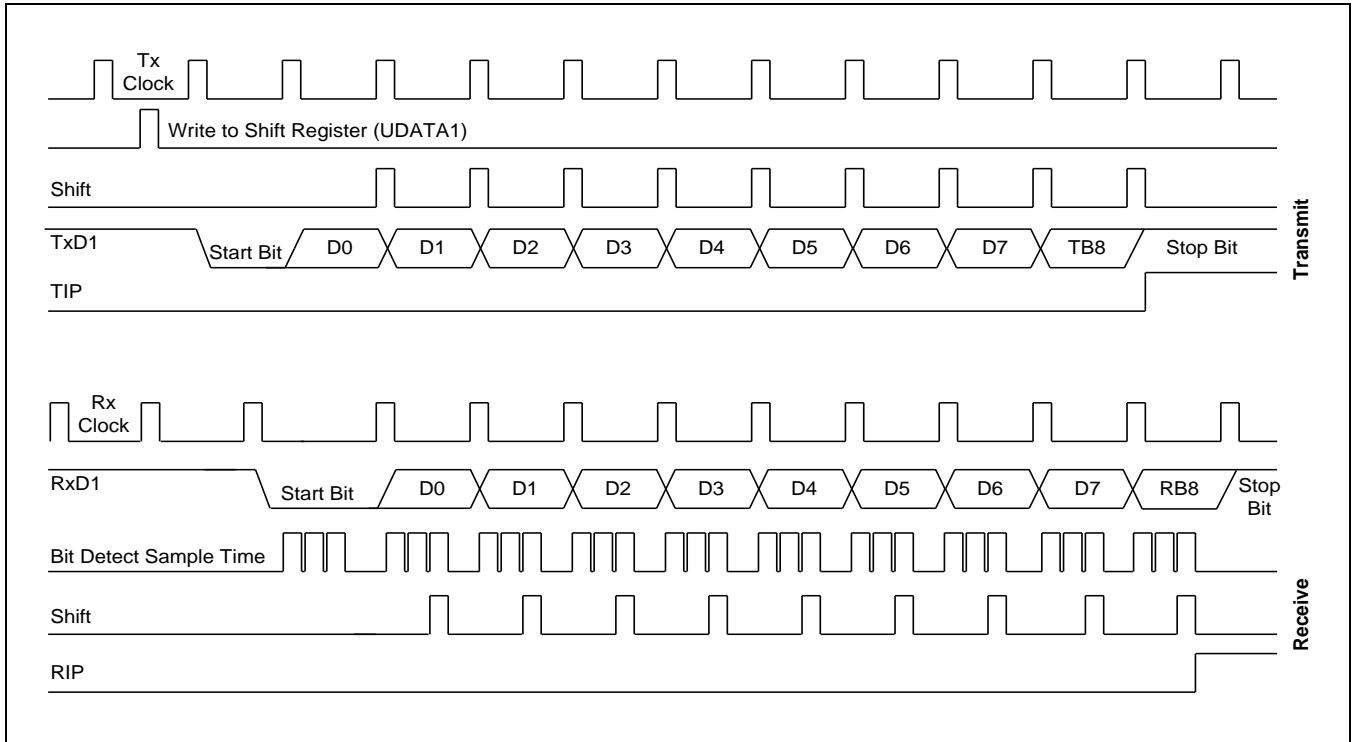 Tx
Clock
Write to Shift Register (UDATA1)
Shift
TxD1
Start Bit D0 D1 D2 D3 D4 D5 D6 D7 TB8 Stop Bit
TIP
Transmit
Rx
Clock
RxD1
Start Bit D0 D1 D2 D3 D4 D5 D6 D7 RB8 Stop
Bit
Bit Detect Sample Time
Shift
RIP
Receive